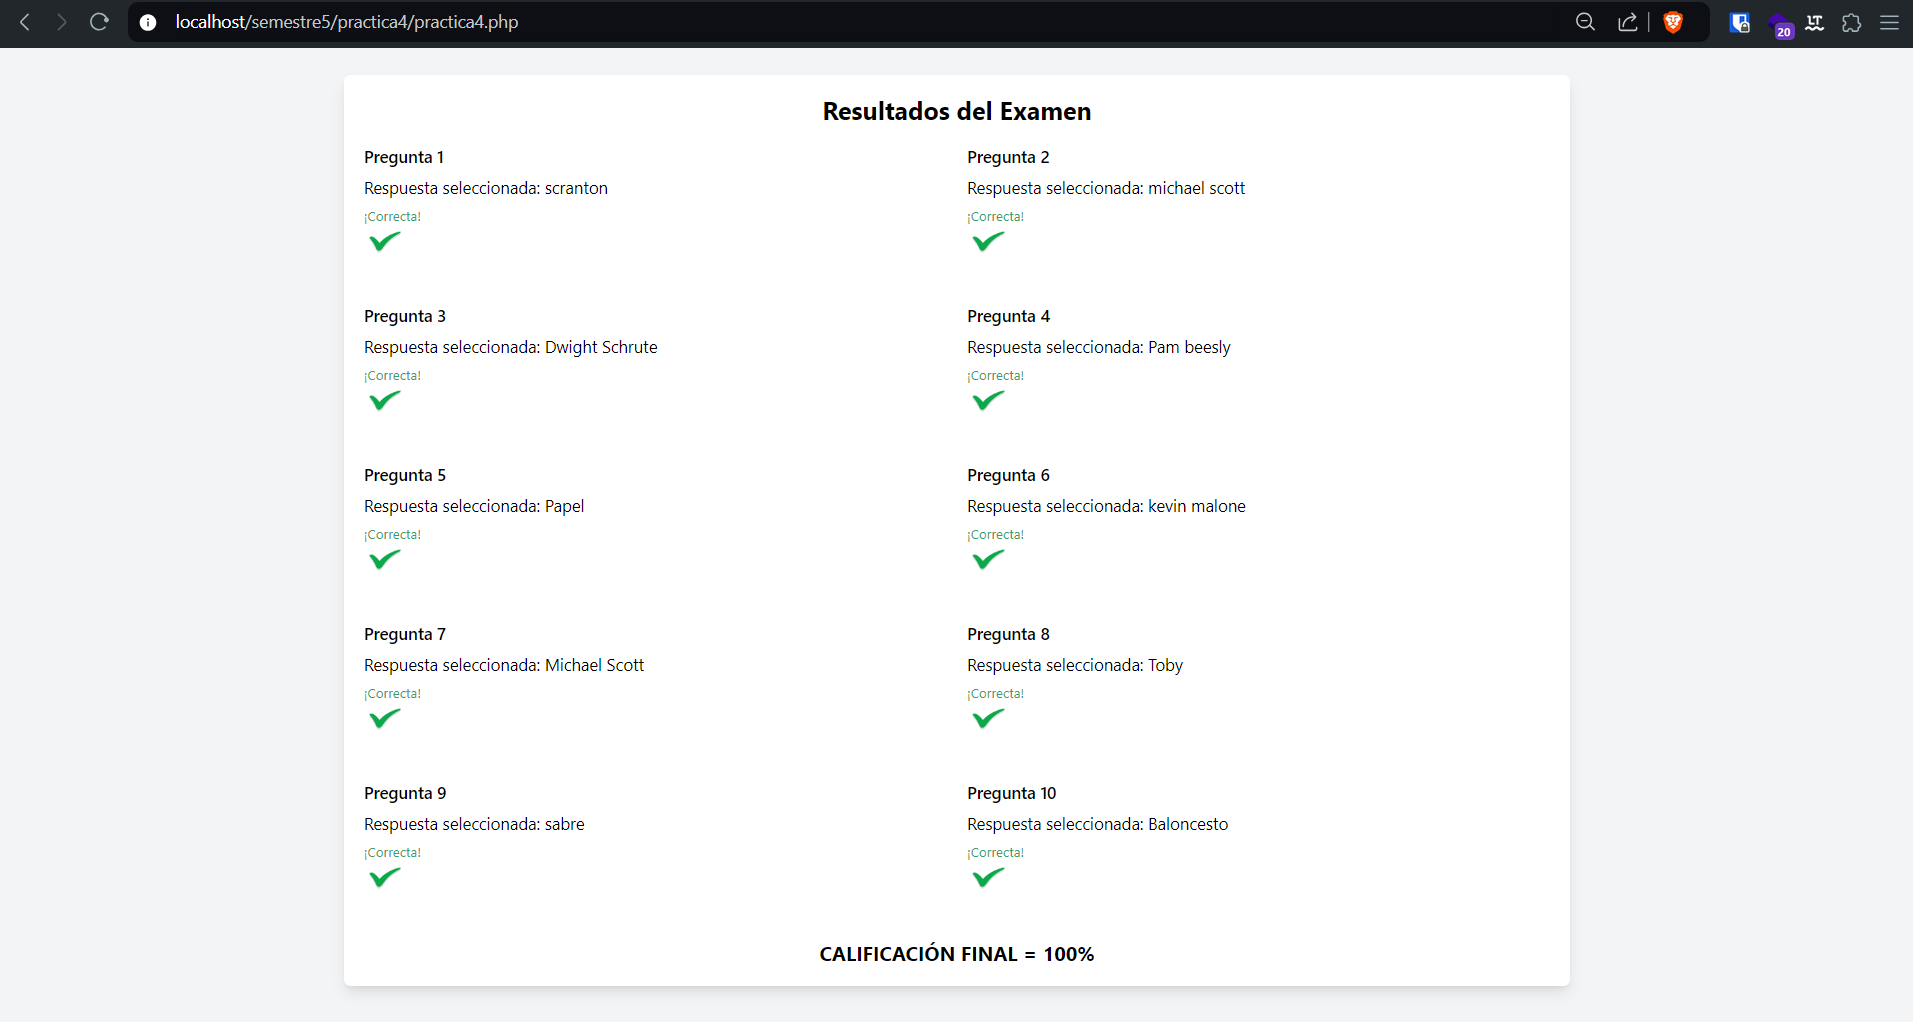 localhost/semestre5/practica4/practica4.php
20
LT
Resultados del Examen
Pregunta 1
Respuesta seleccionada: scranton
¡Correcta!
Pregunta 2
Respuesta seleccionada: michael scott
¡Correcta!
Pregunta 3
Respuesta seleccionada: Dwight Schrute
¡Correcta!
Pregunta 4
Respuesta seleccionada: Pam beesly
¡Correcta!
Pregunta 5
Respuesta seleccionada: Papel
¡Correcta!
Pregunta 6
Respuesta seleccionada: kevin malone
¡Correcta!
Pregunta 7
Respuesta seleccionada: Michael Scott
¡Correcta!
Pregunta 8
Respuesta seleccionada: Toby
¡Correcta!
Pregunta 9
Respuesta seleccionada: sabre
¡Correcta!
Pregunta 10
Respuesta seleccionada: Baloncesto
¡Correcta!
CALIFICACIÓN FINAL = 100%